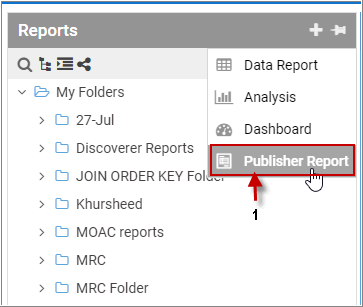 Reports
Data Report
My Folders
Analysis
27-Jul
Dashboard
Discoverer Reports
Publisher Report
JOIN ORDER KEY Folder
Khursheed
1
MOAC reports
MRC
MRC Folder